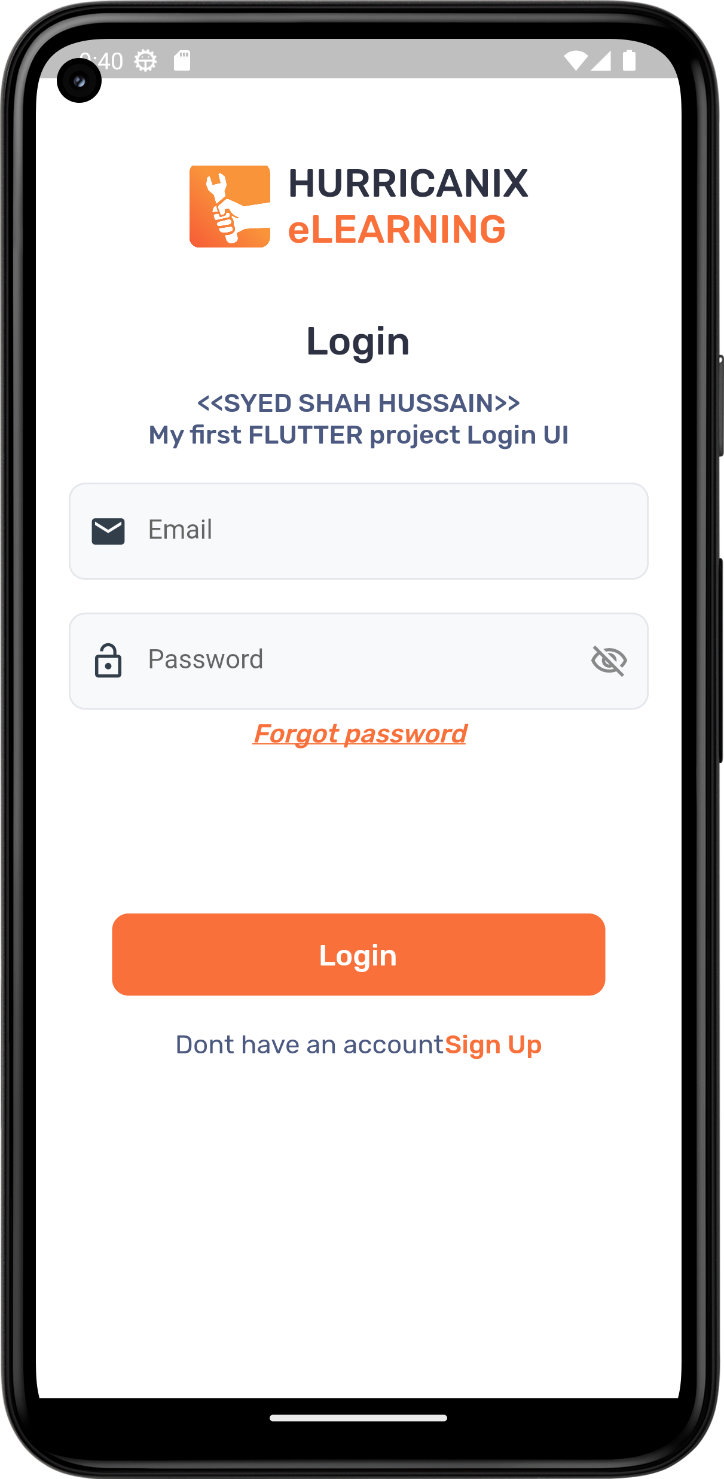 :40
HURRICANIX
eLEARNING
Login
<<SYED SHAH HUSSAIN>>
My first FLUTTER project Login UI
Email
Password
Forgot password
Login
Dont have an accountSign Up